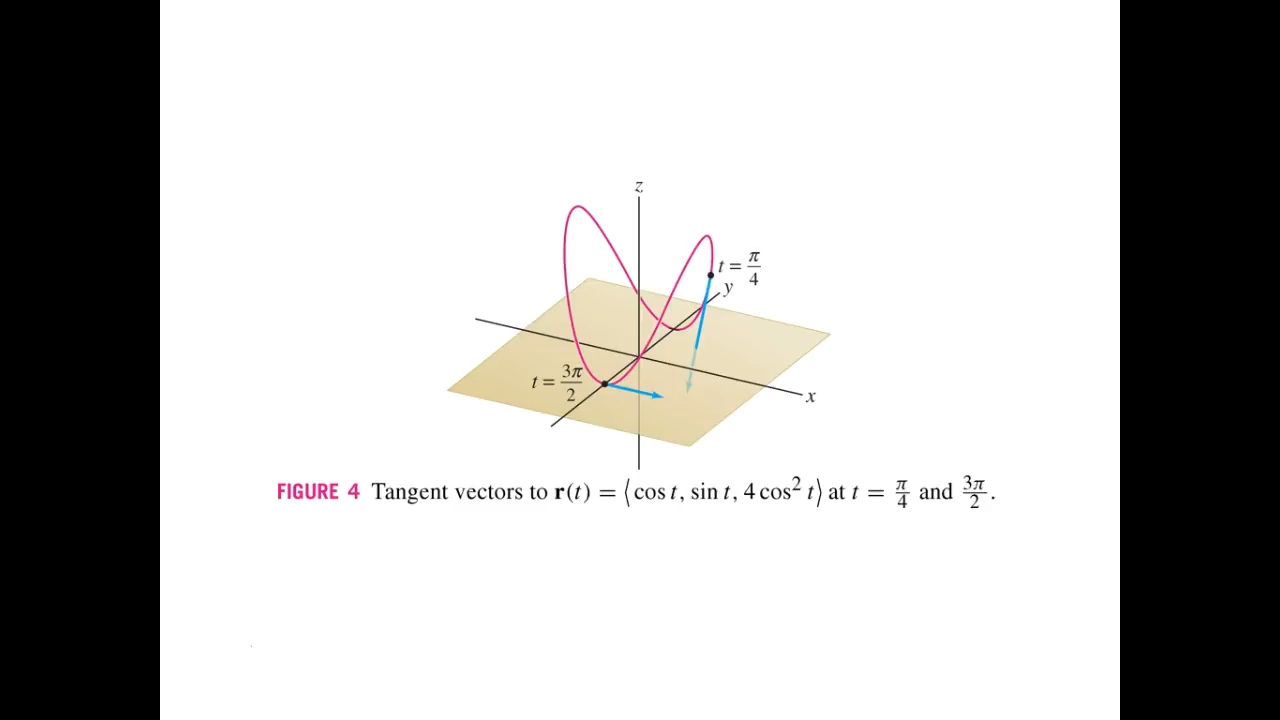 z
t = π/4
y
t = 3π/2
x
FIGURE 4 Tangent vectors to r(t) = ⟨cos t, sin t, 4 cos² t⟩ at t = π/4 and 3π/2.